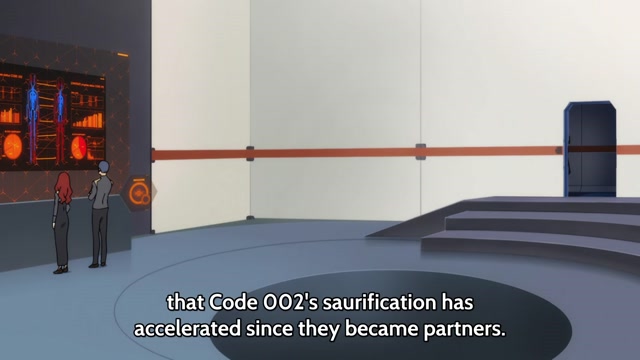 that Code 002's saurification has
accelerated since they became partners.